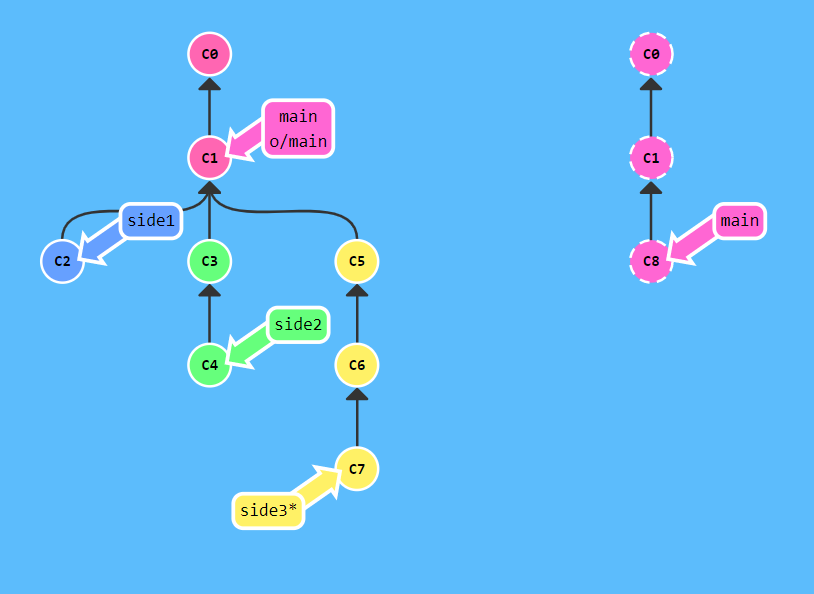 C0
C0
main
o/main
C1
C1
side1
main
C2
C3
C5
C8
side2
C4
C6
C7
side3*